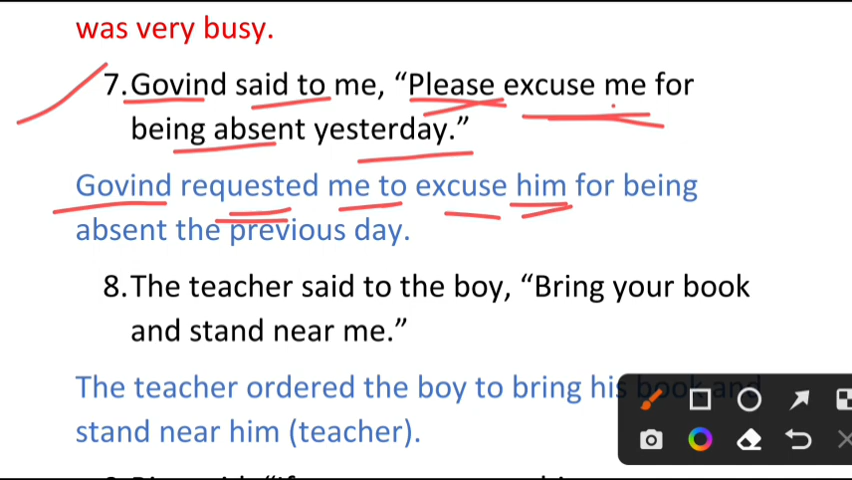 was very busy.
7. Govind said to me, “Please excuse me for
being absent yesterday.”
Govind requested me to excuse him for being
absent the previous day.
8. The teacher said to the boy, “Bring your book
and stand near me.”
The teacher ordered the boy to bring his book and
stand near him (teacher).